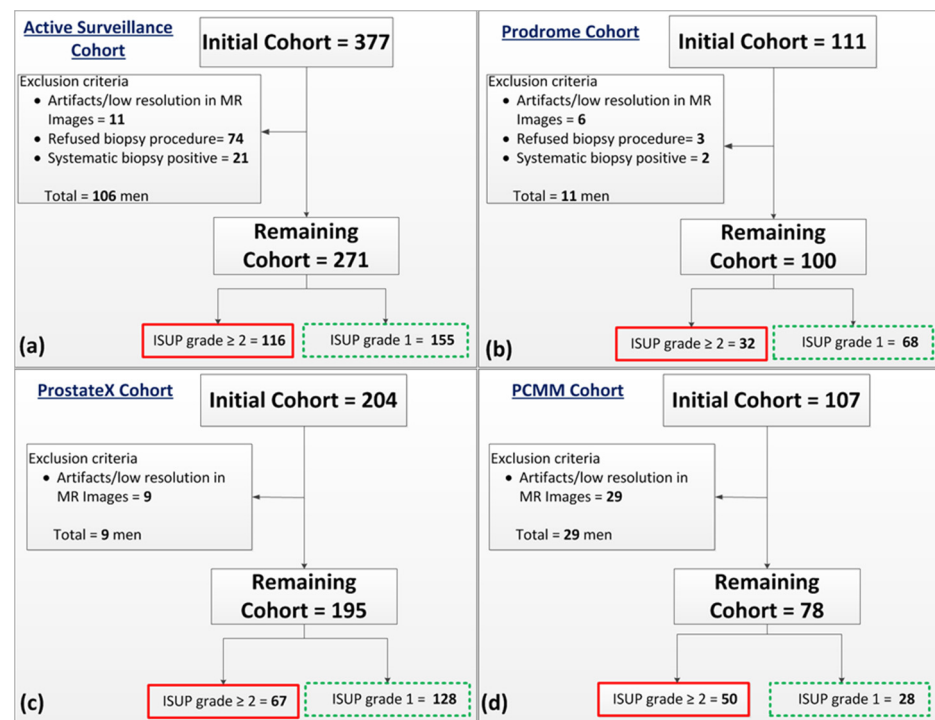 Active Surveillance
Cohort
Initial Cohort = 377
Exclusion criteria
• Artifacts/low resolution in MR
Images = 11
• Refused biopsy procedure= 74
• Systematic biopsy positive = 21
Total = 106 men
Remaining
Cohort = 271
(a)
ISUP grade ≥ 2 = 116
ISUP grade 1 = 155
Prodrome Cohort
Initial Cohort = 111
Exclusion criteria
• Artifacts/low resolution in MR
Images = 6
• Refused biopsy procedure= 3
• Systematic biopsy positive = 2
Total = 11 men
Remaining
Cohort = 100
(b)
ISUP grade ≥ 2 = 32
ISUP grade 1 = 68
ProstateX Cohort
Initial Cohort = 204
Exclusion criteria
• Artifacts/low resolution in
MR Images = 9
Total = 9 men
Remaining
Cohort = 195
(c)
ISUP grade ≥ 2 = 67
ISUP grade 1 = 128
PCMM Cohort
Initial Cohort = 107
Exclusion criteria
• Artifacts/low resolution in
MR Images = 29
Total = 29 men
Remaining
Cohort = 78
(d)
ISUP grade ≥ 2 = 50
ISUP grade 1 = 28